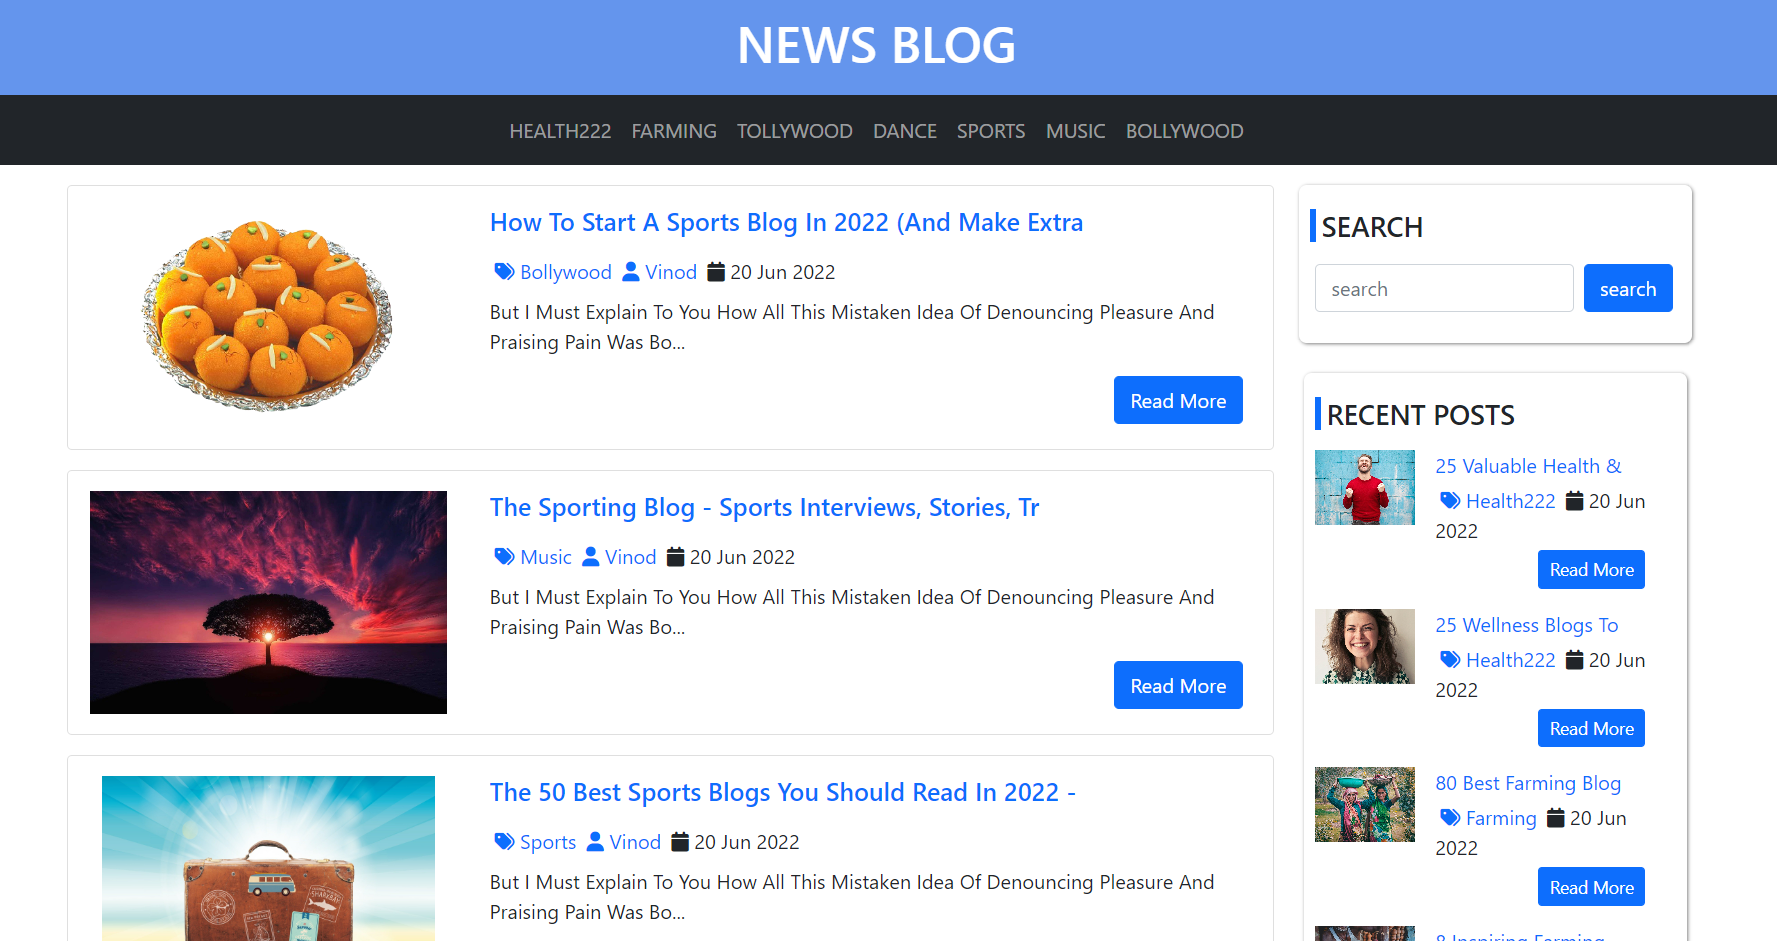 NEWS BLOG
HEALTH222 FARMING TOLLYWOOD DANCE SPORTS MUSIC BOLLYWOOD
How To Start A Sports Blog In 2022 (And Make Extra
Bollywood Vinod 20 Jun 2022
But I Must Explain To You How All This Mistaken Idea Of Denouncing Pleasure And
Praising Pain Was Bo...
Read More
The Sporting Blog - Sports Interviews, Stories, Tr
Music Vinod 20 Jun 2022
But I Must Explain To You How All This Mistaken Idea Of Denouncing Pleasure And
Praising Pain Was Bo...
Read More
The 50 Best Sports Blogs You Should Read In 2022 -
Sports Vinod 20 Jun 2022
But I Must Explain To You How All This Mistaken Idea Of Denouncing Pleasure And
Praising Pain Was Bo...
SEARCH
search search
RECENT POSTS
25 Valuable Health &
Health222 20 Jun
2022
Read More
25 Wellness Blogs To
Health222 20 Jun
2022
Read More
80 Best Farming Blog
Farming 20 Jun
2022
Read More
8 Inspiring Farming